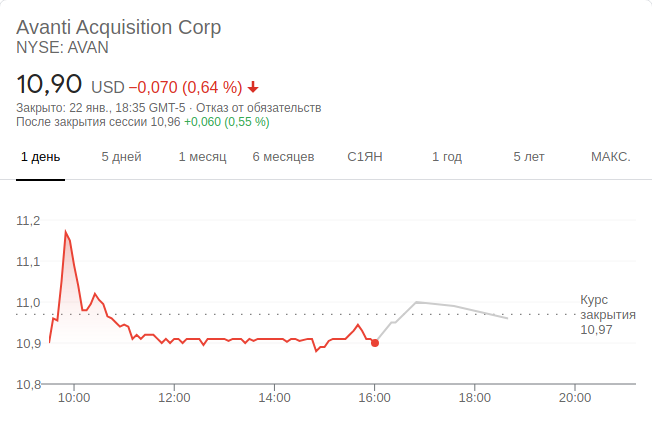 Avanti Acquisition Corp
NYSE: AVAN
10,90 USD −0,070 (0,64 %)
Закрыто: 22 янв., 18:35 GMT-5 · Отказ от обязательств
После закрытия сессии 10,96 +0,060 (0,55 %)
1 день 5 дней 1 месяц 6 месяцев С1ЯН 1 год 5 лет МАКС.
11,2
11,1
11,0
Курс
закрытия
10,97
10,9
10,8
10:00 12:00 14:00 16:00 18:00 20:00